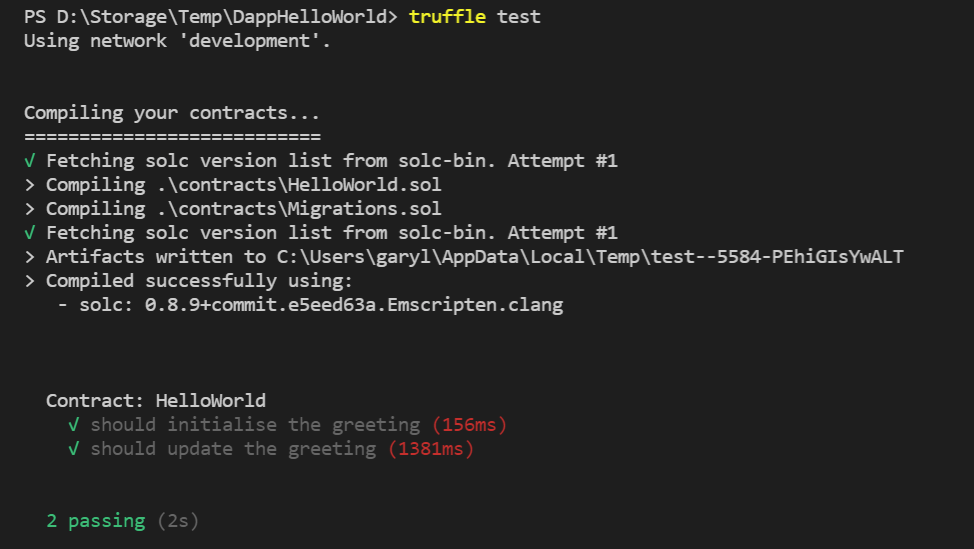 PS D:\Storage\Temp\DappHelloWorld> truffle test
Using network 'development'.
Compiling your contracts...
===========================
√ Fetching solc version list from solc-bin. Attempt #1
> Compiling .\contracts\HelloWorld.sol
> Compiling .\contracts\Migrations.sol
√ Fetching solc version list from solc-bin. Attempt #1
> Artifacts written to C:\Users\garyl\AppData\Local\Temp\test--5584-PEhiGIsYwALT
> Compiled successfully using:
   - solc: 0.8.9+commit.e5eed63a.Emscripten.clang
  Contract: HelloWorld
    √ should initialise the greeting (156ms)
    √ should update the greeting (1381ms)
  2 passing (2s)